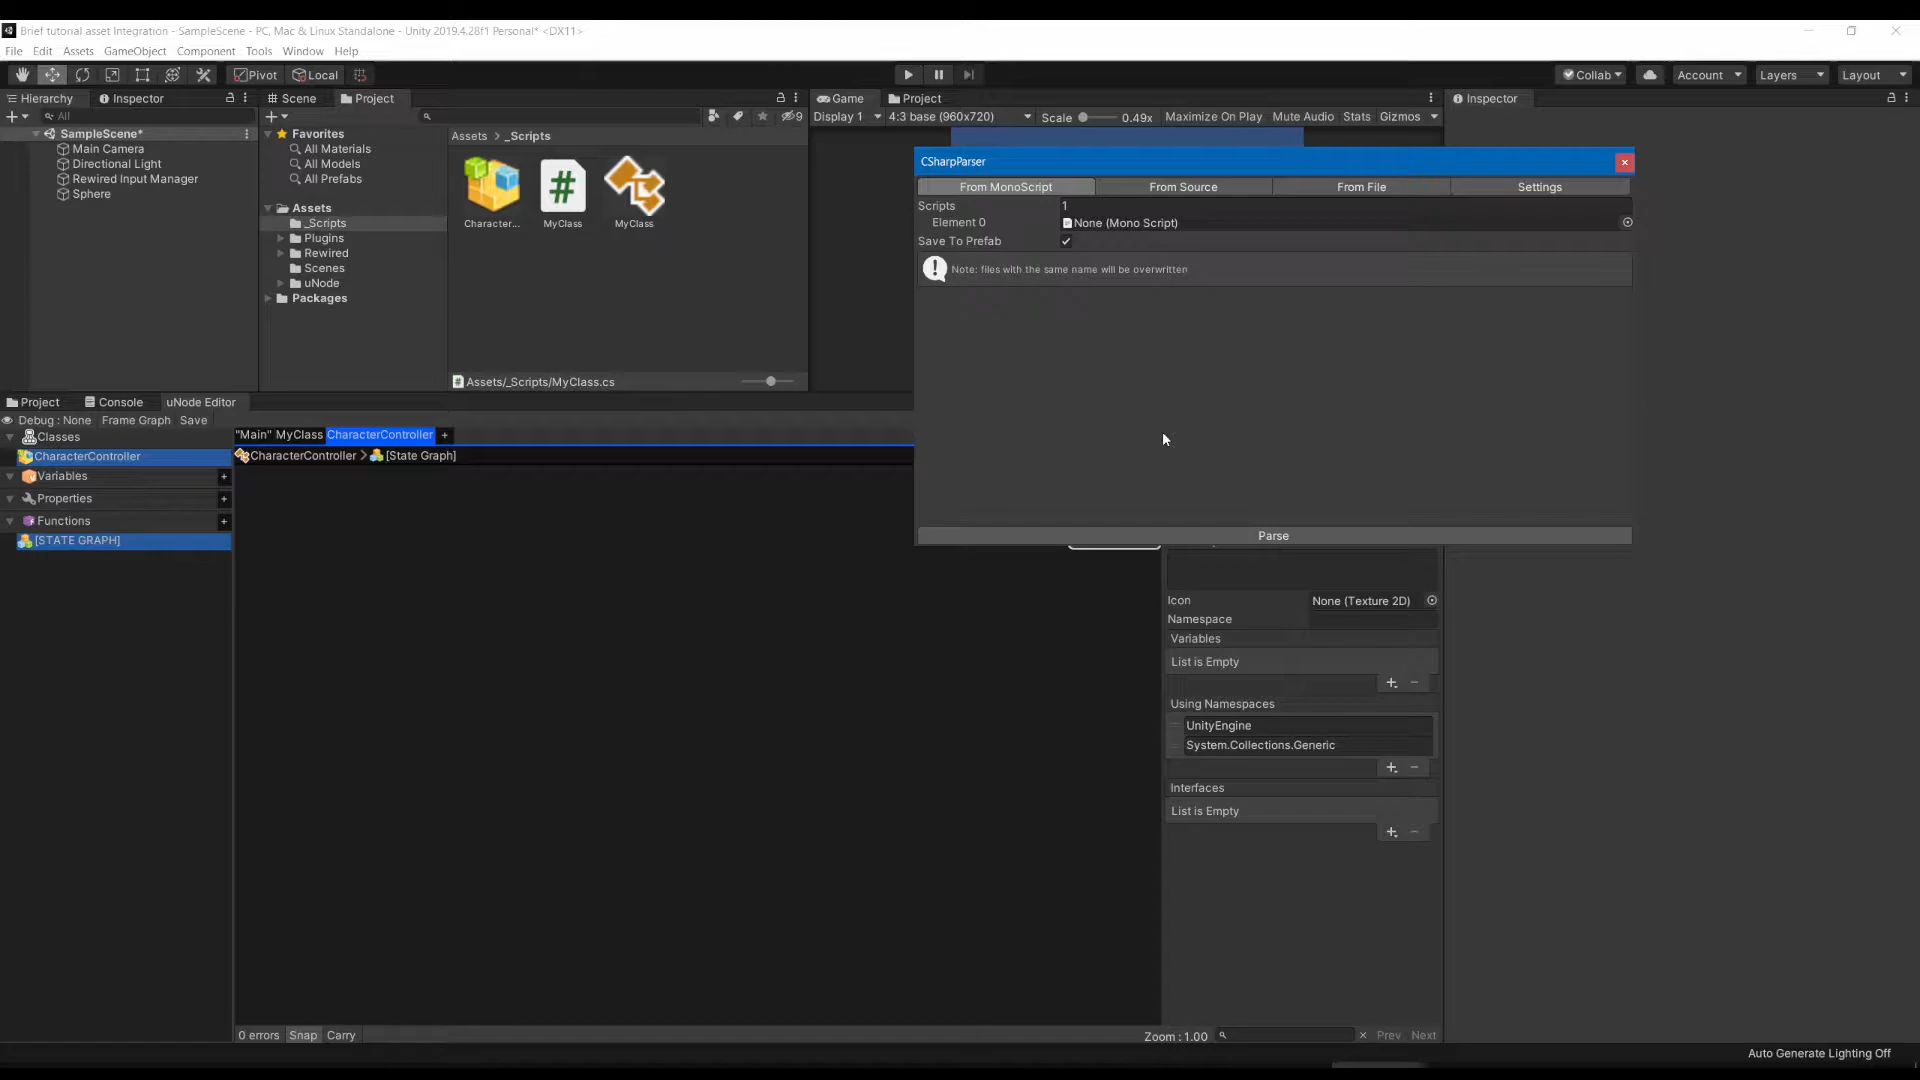 Brief tutorial asset Integration - SampleScene - PC, Mac & Linux Standalone - Unity 2019.4.28f1 Personal* <DX11>
File Edit Assets GameObject Component Tools Window Help
Pivot Local Collab Account Layers Layout
Hierarchy Inspector Scene Project Game Project Inspector
All
Display 1 4:3 base (960x720) Scale 0.49x Maximize On Play Mute Audio Stats Gizmos
9
SampleScene*
Main Camera
Directional Light
Rewired Input Manager
Sphere
Favorites
All Materials
All Models
All Prefabs
Assets
_Scripts
Plugins
Rewired
Scenes
uNode
Packages
Assets > _Scripts
Character... MyClass MyClass
Assets/_Scripts/MyClass.cs
CSharpParser
From MonoScript From Source From File Settings
Scripts 1
Element 0 None (Mono Script)
Save To Prefab
Note: files with the same name will be overwritten
Parse
Project Console uNode Editor
Debug : None Frame Graph Save
Classes
CharacterController
Variables +
Properties +
Functions +
[STATE GRAPH]
"Main" MyClass CharacterController +
CharacterController > [State Graph]
Icon None (Texture 2D)
Namespace
Variables
List is Empty
Using Namespaces
UnityEngine
System.Collections.Generic
Interfaces
List is Empty
0 errors Snap Carry Zoom : 1.00 Prev Next
Auto Generate Lighting Off